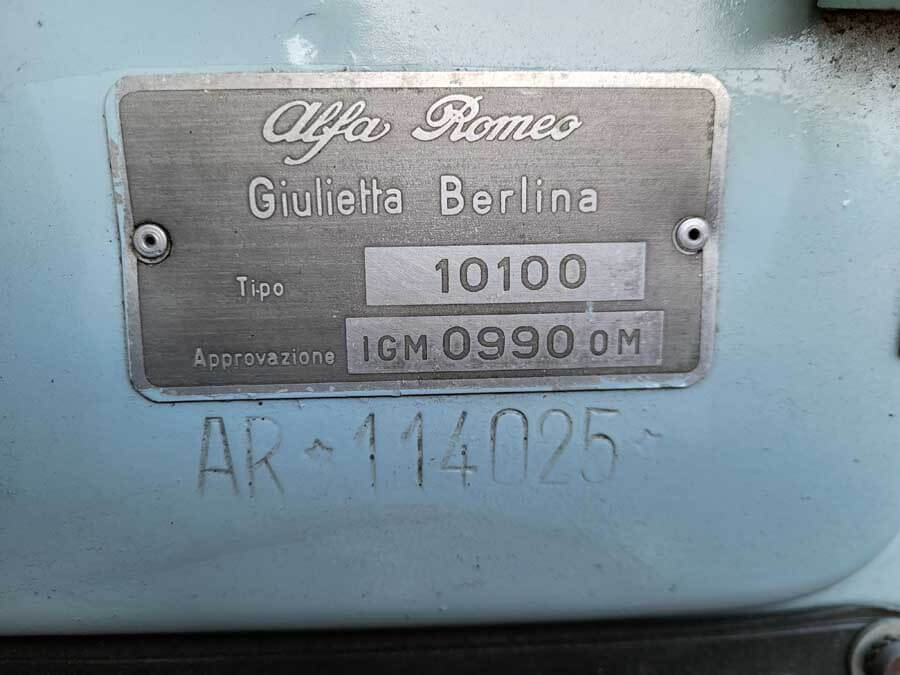 Alfa Romeo
Giulietta Berlina
Tipo 10100
Approvazione IGM 0990 OM
AR*114025*